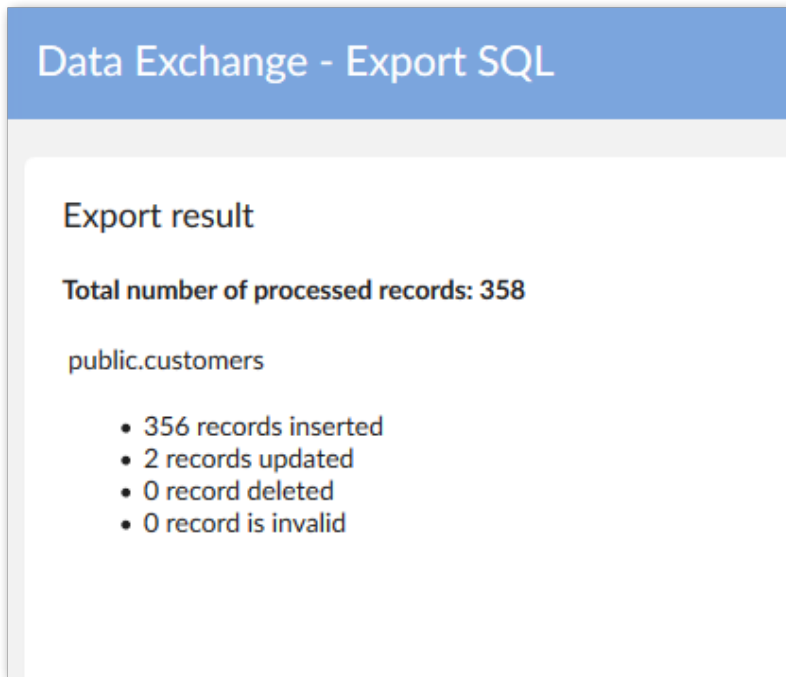 Data Exchange - Export SQL
Export result
Total number of processed records: 358
public.customers
• 356 records inserted
• 2 records updated
• 0 record deleted
• 0 record is invalid